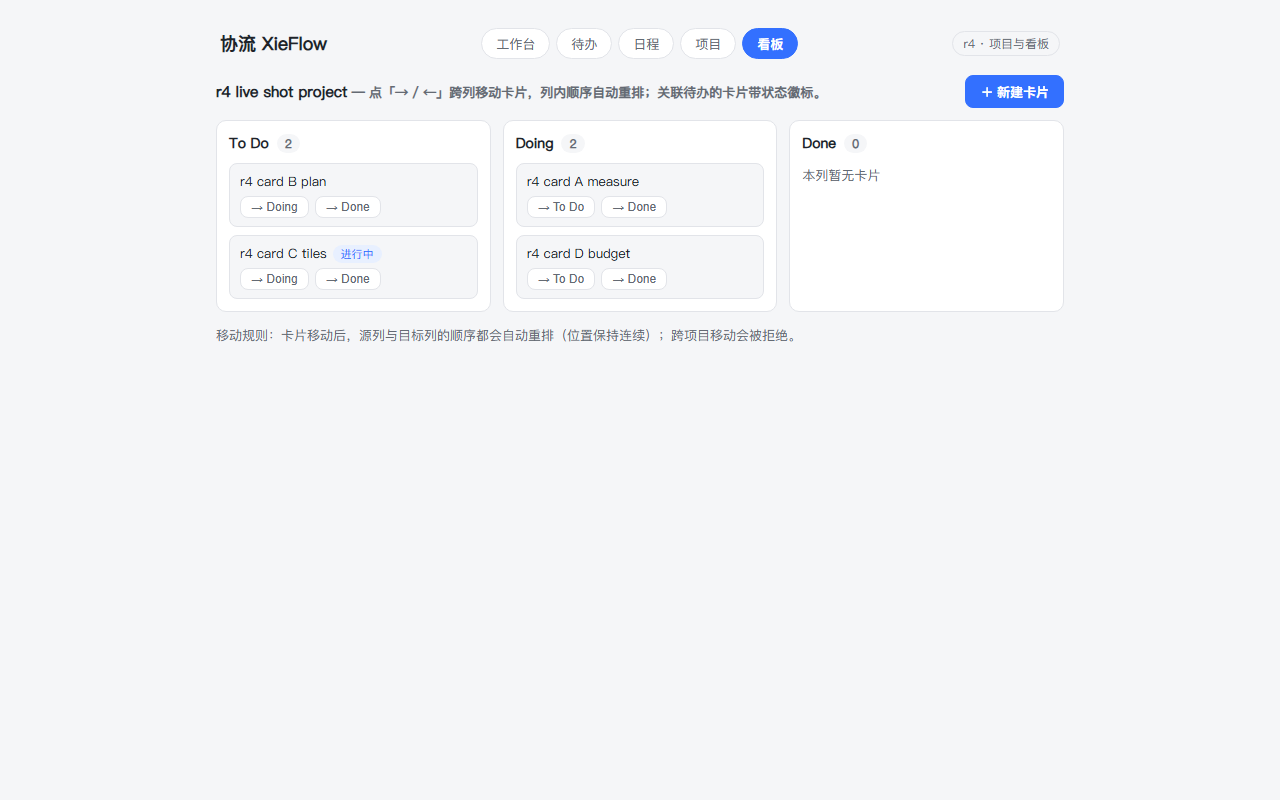 协流 XieFlow
工作台 待办 日程 项目 看板
r4 · 项目与看板
r4 live shot project — 点「→ / ←」跨列移动卡片，列内顺序自动重排；关联待办的卡片带状态徽标。
＋ 新建卡片
To Do 2
r4 card B plan
→ Doing → Done
r4 card C tiles 进行中
→ Doing → Done
Doing 2
r4 card A measure
→ To Do → Done
r4 card D budget
→ To Do → Done
Done 0
本列暂无卡片
移动规则：卡片移动后，源列与目标列的顺序都会自动重排（位置保持连续）；跨项目移动会被拒绝。